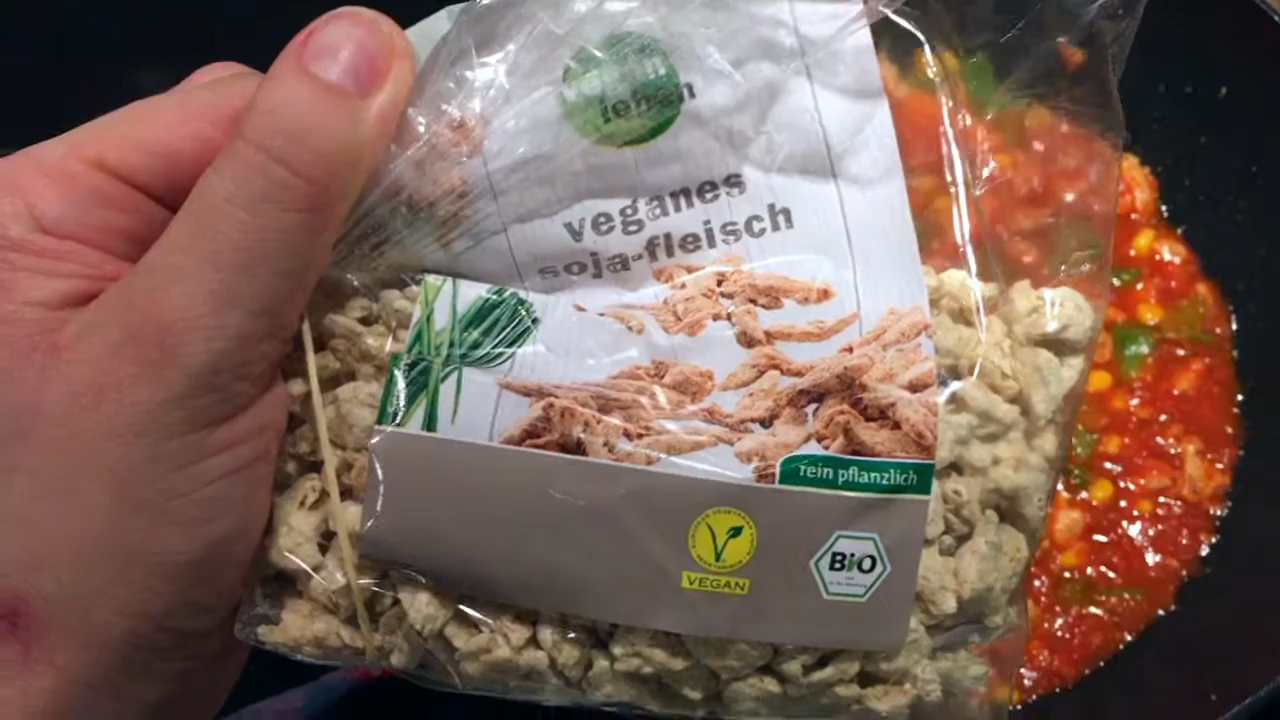 leben
veganes
soja-fleisch
rein pflanzlich
VEGAN
BIO